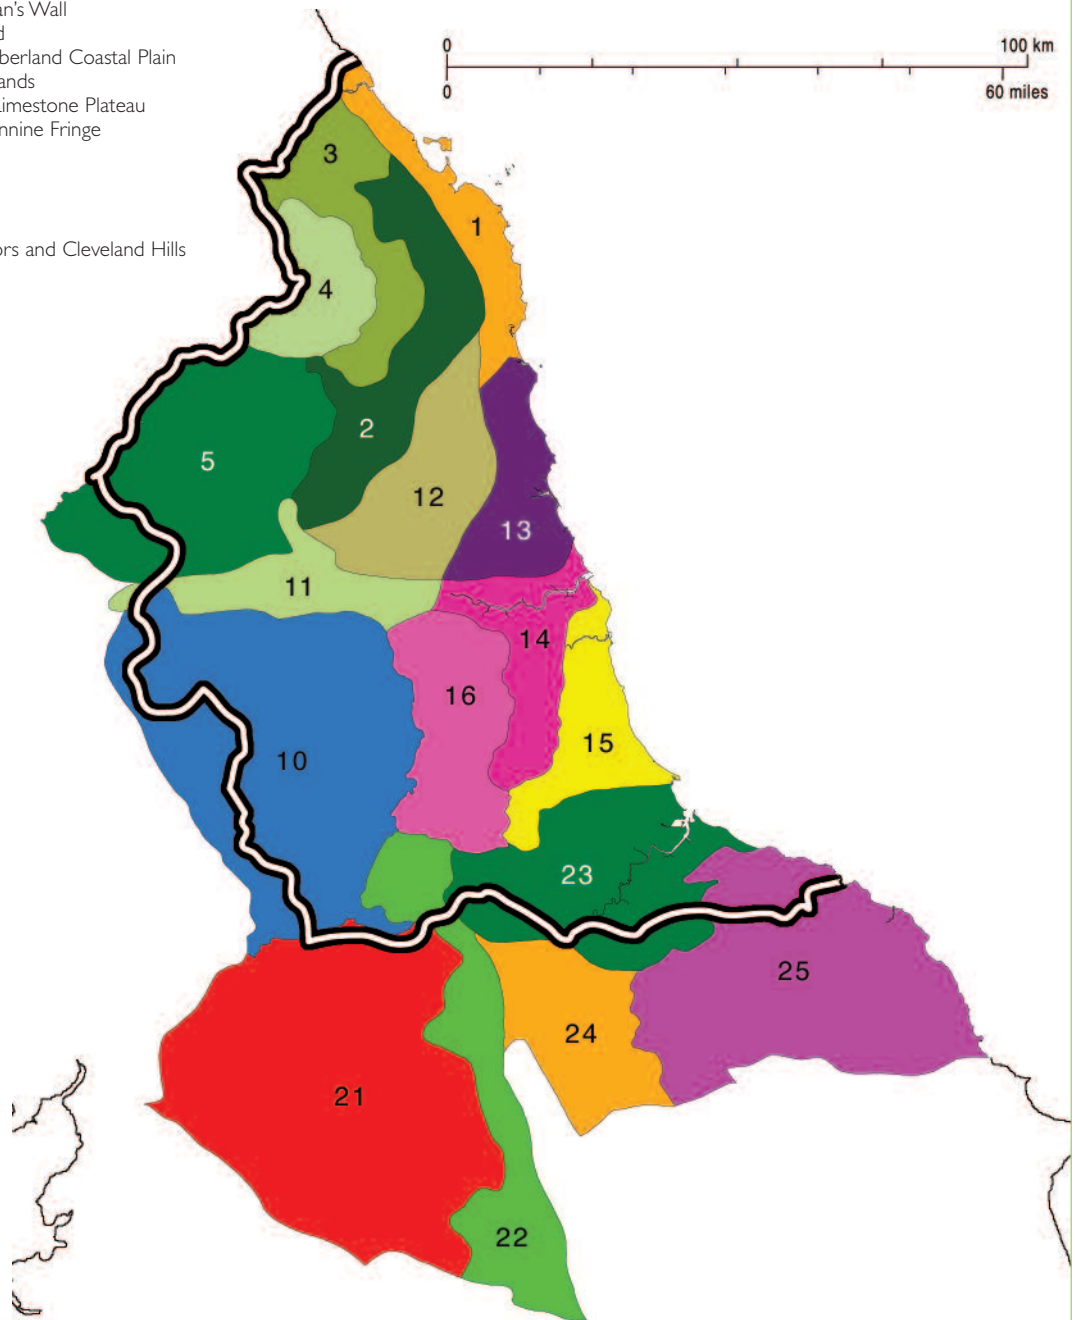 an's Wall
d
berland Coastal Plain
ands
imestone Plateau
nnine Fringe
ors and Cleveland Hills
0
100 km
0
60 miles
3
1
4
2
5
12
13
11
14
16
15
10
23
25
24
21
22